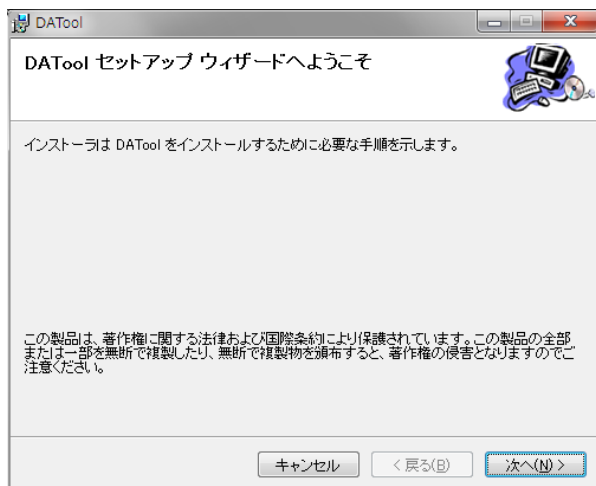 DATool
DATool セットアップ ウィザードへようこそ
インストーラは DATool をインストールするために必要な手順を示します。
この製品は、著作権に関する法律および国際条約により保護されています。この製品の全部
または一部を無断で複製したり、無断で複製物を頒布すると、著作権の侵害となりますのでご
注意ください。
キャンセル
< 戻る(B)
次へ(N) >